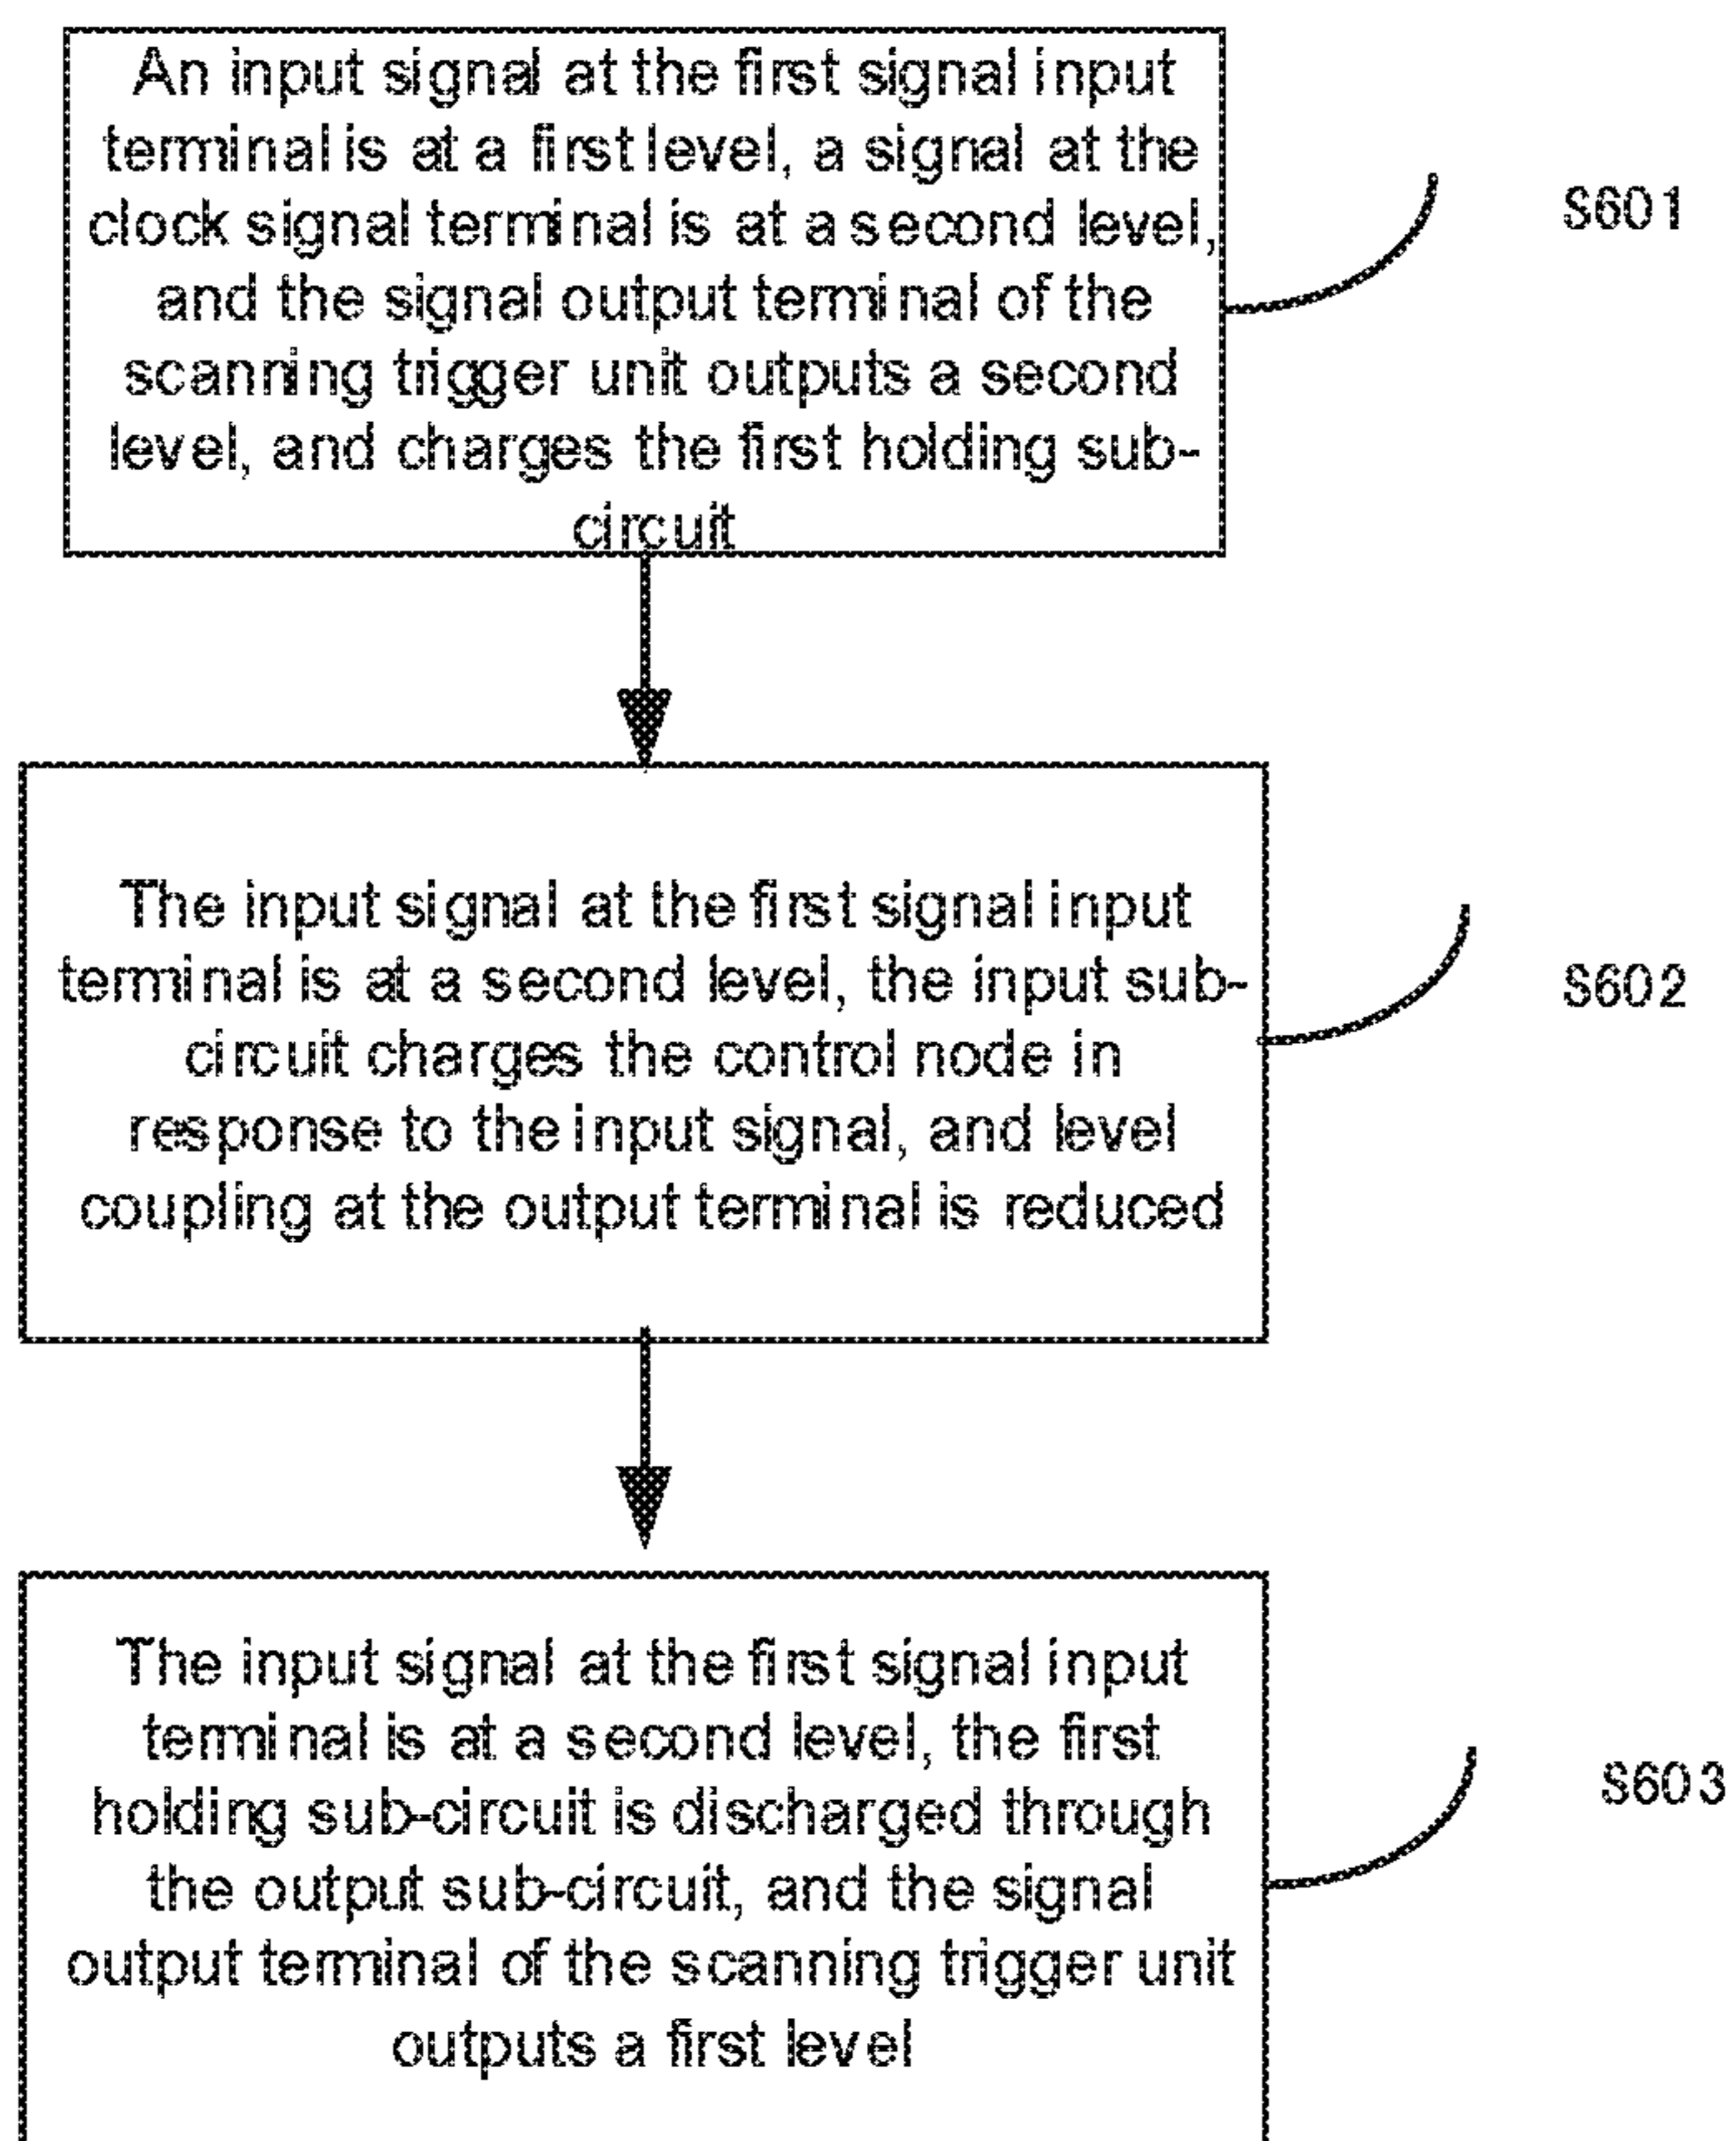 An input signal at the first signal input
terminal is at a first level, a signal at the
clock signal terminal is at a second level,
and the signal output terminal of the
scanning trigger unit outputs a second
level, and charges the first holding sub-
circuit
S601
The input signal at the first signal input
terminal is at a second level, the input sub-
circuit charges the control node in
response to the input signal, and level
coupling at the output terminal is reduced
S602
The input signal at the first signal input
terminal is at a second level, the first
holding sub-circuit is discharged through
the output sub-circuit, and the signal
output terminal of the scanning trigger unit
outputs a first level
S603